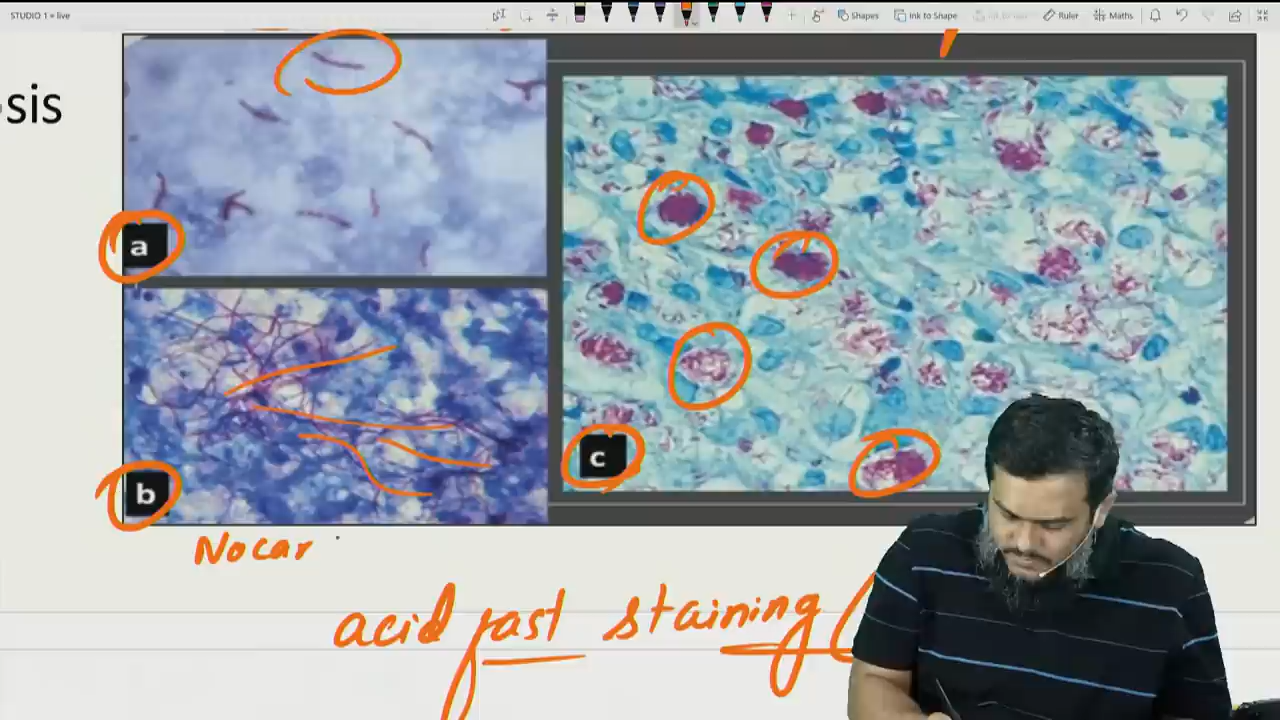 STUDIO 1 = live
Shapes Ink to Shape Ruler Maths
sis
a
b
c
Nocar
acid fast staining (